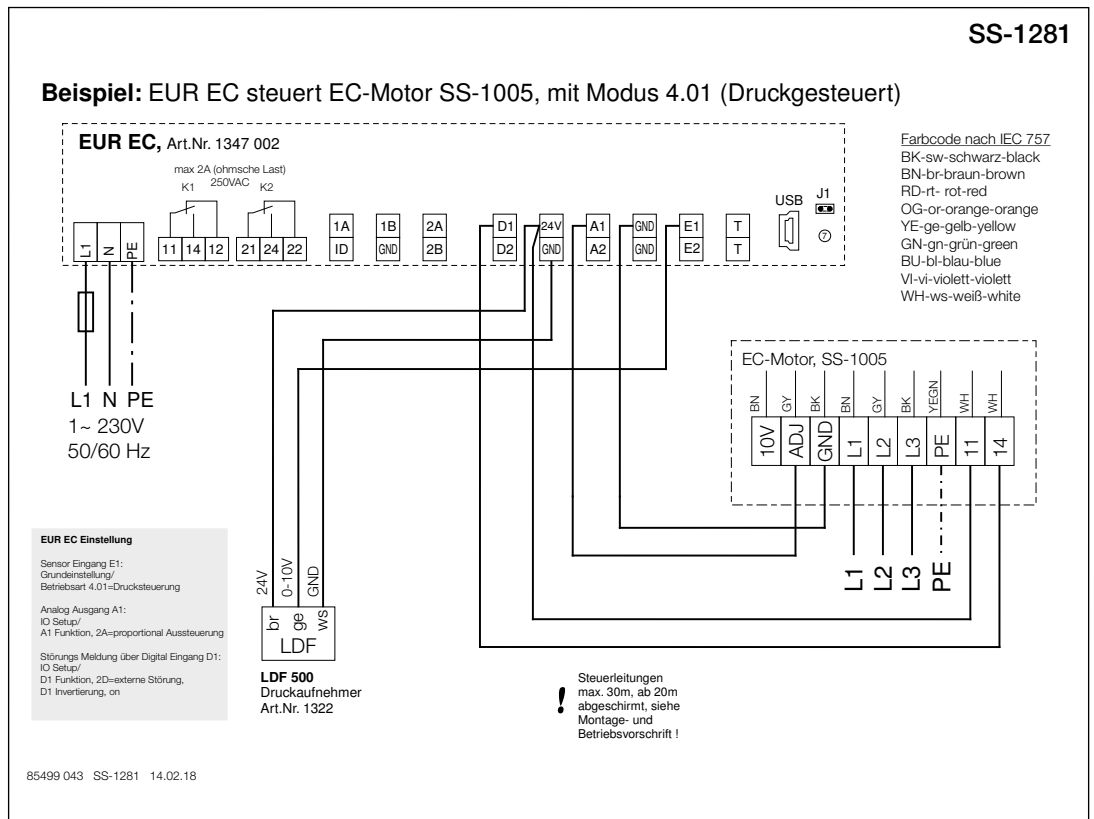 SS-1281
Beispiel: EUR EC steuert EC-Motor SS-1005, mit Modus 4.01 (Druckgesteuert)
EUR EC, Art.Nr. 1347 002
max 2A (ohmsche Last)
250VAC
K1 K2
L1 N PE
11 14 12
21 24 22
1A
ID
1B
GND
2A
2B
D1
D2
24V
GND
A1
A2
GND
GND
E1
E2
T
T
USB
J1
7
Farbcode nach IEC 757
BK-sw-schwarz-black
BN-br-braun-brown
RD-rt- rot-red
OG-or-orange-orange
YE-ge-gelb-yellow
GN-gn-grün-green
BU-bl-blau-blue
VI-vi-violett-violett
WH-ws-weiß-white
L1 N PE
1~ 230V
50/60 Hz
EC-Motor, SS-1005
BN GY BK BN GY BK YEGN WH WH
10V ADJ GND L1 L2 L3 PE 11 14
L1 L2 L3 PE
EUR EC Einstellung
Sensor Eingang E1:
Grundeinstellung/
Betriebsart 4.01=Drucksteuerung
Analog Ausgang A1:
IO Setup/
A1 Funktion, 2A=proportional Aussteuerung
Störungs Meldung über Digital Eingang D1:
IO Setup/
D1 Funktion, 2D=externe Störung,
D1 Invertierung, on
24V 0-10V GND
br ge ws
LDF
LDF 500
Druckaufnehmer
Art.Nr. 1322
!
Steuerleitungen
max. 30m, ab 20m
abgeschirmt, siehe
Montage- und
Betriebsvorschrift !
85499 043 SS-1281 14.02.18